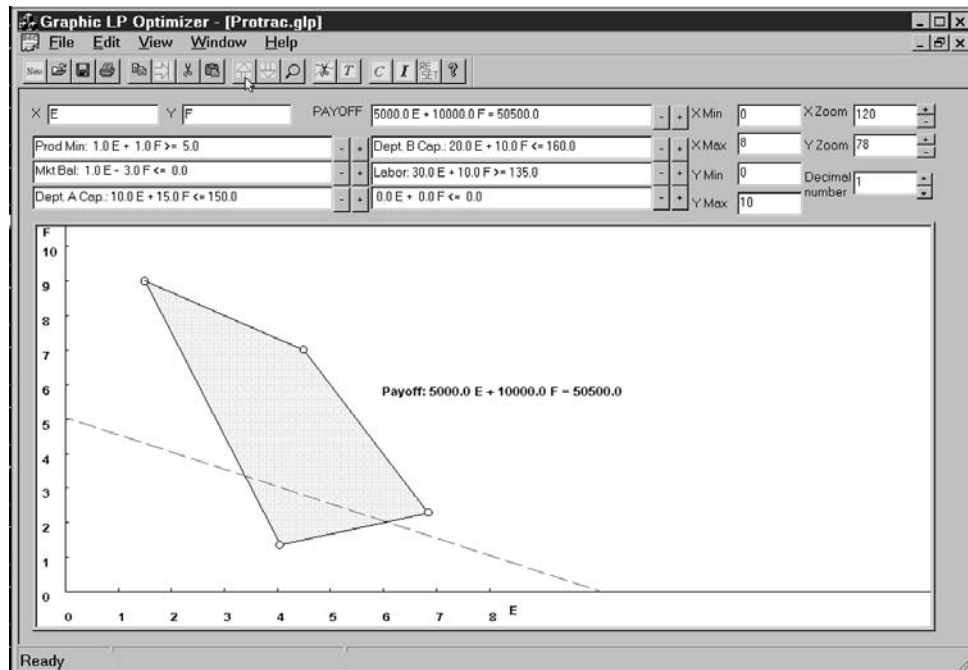 Graphic LP Optimizer - [Protrac.glp]
File Edit View Window Help
New T C I RE SET ?
X E Y F PAYOFF 5000.0 E + 10000.0 F = 50500.0 - + X Min 0 X Zoom 120 + -
Prod Min: 1.0 E + 1.0 F >= 5.0 - + Dept. B Cap.: 20.0 E + 10.0 F <= 160.0 - + X Max 8 Y Zoom 78 + -
Mkt Bal: 1.0 E - 3.0 F <= 0.0 - + Labor: 30.0 E + 10.0 F >= 135.0 - + Y Min 0 Decimal number 1
Dept. A Cap.: 10.0 E + 15.0 F <= 150.0 - + 0.0 E + 0.0 F <= 0.0 - + Y Max 10
F
10
9
8
7
6
Payoff: 5000.0 E + 10000.0 F = 50500.0
5
4
3
2
1
0
0 1 2 3 4 5 6 7 8 E
Ready